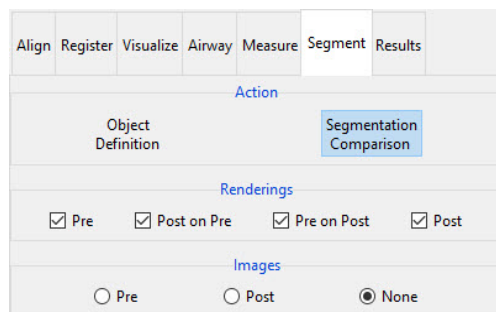 Align Register Visualize Airway Measure Segment Results
Action
Object Segmentation
Definition Comparison
Renderings
Pre Post on Pre Pre on Post Post
Images
Pre Post None